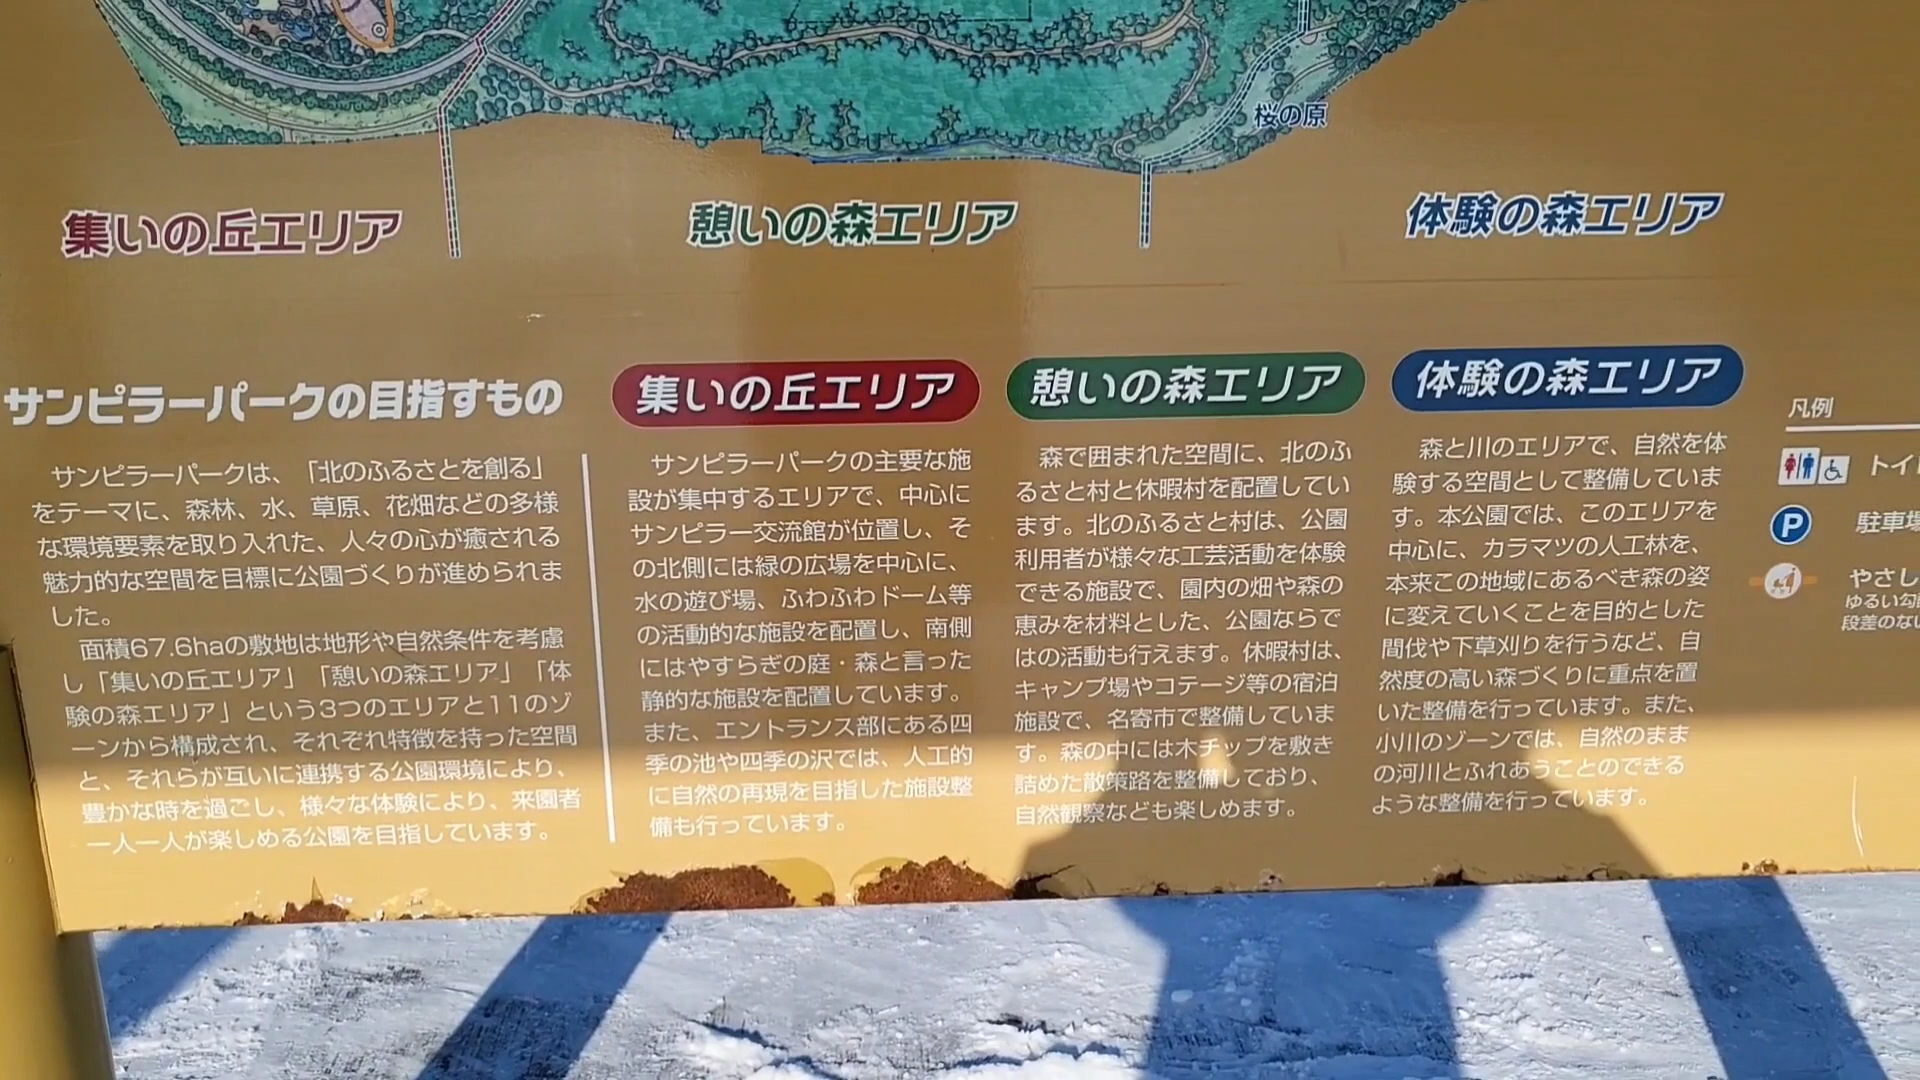 桜の原
集いの丘エリア
憩いの森エリア
体験の森エリア
サンピラーパークの目指すもの
サンピラーパークは、「北のふるさとを創る」
をテーマに、森林、水、草原、花畑などの多様
な環境要素を取り入れた、人々の心が癒される
魅力的な空間を目標に公園づくりが進められま
した。
面積67.6haの敷地は地形や自然条件を考慮
し「集いの丘エリア」「憩いの森エリア」「体
験の森エリア」という3つのエリアと11のゾ
ーンから構成され、それぞれ特徴を持った空間
と、それらが互いに連携する公園環境により、
豊かな時を過ごし、様々な体験により、来園者
一人一人が楽しめる公園を目指しています。
集いの丘エリア
サンピラーパークの主要な施
設が集中するエリアで、中心に
サンピラー交流館が位置し、そ
の北側には緑の広場を中心に、
水の遊び場、ふわふわドーム等
の活動的な施設を配置し、南側
にはやすらぎの庭・森と言った
静的な施設を配置しています。
また、エントランス部にある四
季の池や四季の沢では、人工的
に自然の再現を目指した施設整
備も行っています。
憩いの森エリア
森で囲まれた空間に、北のふ
るさと村と休暇村を配置してい
ます。北のふるさと村は、公園
利用者が様々な工芸活動を体験
できる施設で、園内の畑や森の
恵みを材料とした、公園ならで
はの活動も行えます。休暇村は、
キャンプ場やコテージ等の宿泊
施設で、名寄市で整備していま
す。森の中には木チップを敷き
詰めた散策路を整備しており、
自然観察なども楽しめます。
体験の森エリア
森と川のエリアで、自然を体
験する空間として整備していま
す。本公園では、このエリアを
中心に、カラマツの人工林を、
本来この地域にあるべき森の姿
に変えていくことを目的とした
間伐や下草刈りを行うなど、自
然度の高い森づくりに重点を置
いた整備を行っています。また、
小川のゾーンでは、自然のまま
の河川とふれあうことのできる
ような整備を行っています。
凡例
トイ
P 駐車場
やさし
ゆるい勾
段差のな